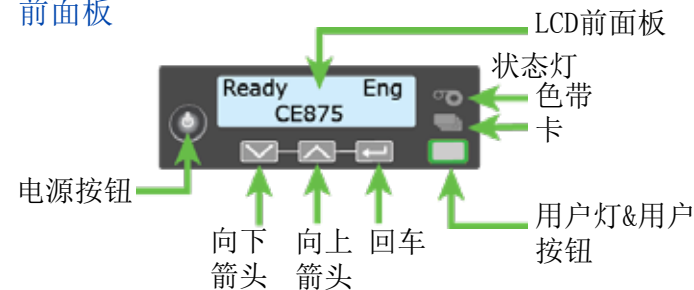 前面板
LCD前面板
状态灯
色带
卡
Ready Eng
CE875
电源按钮
向下
箭头
向上
箭头
回车
用户灯&用户
按钮